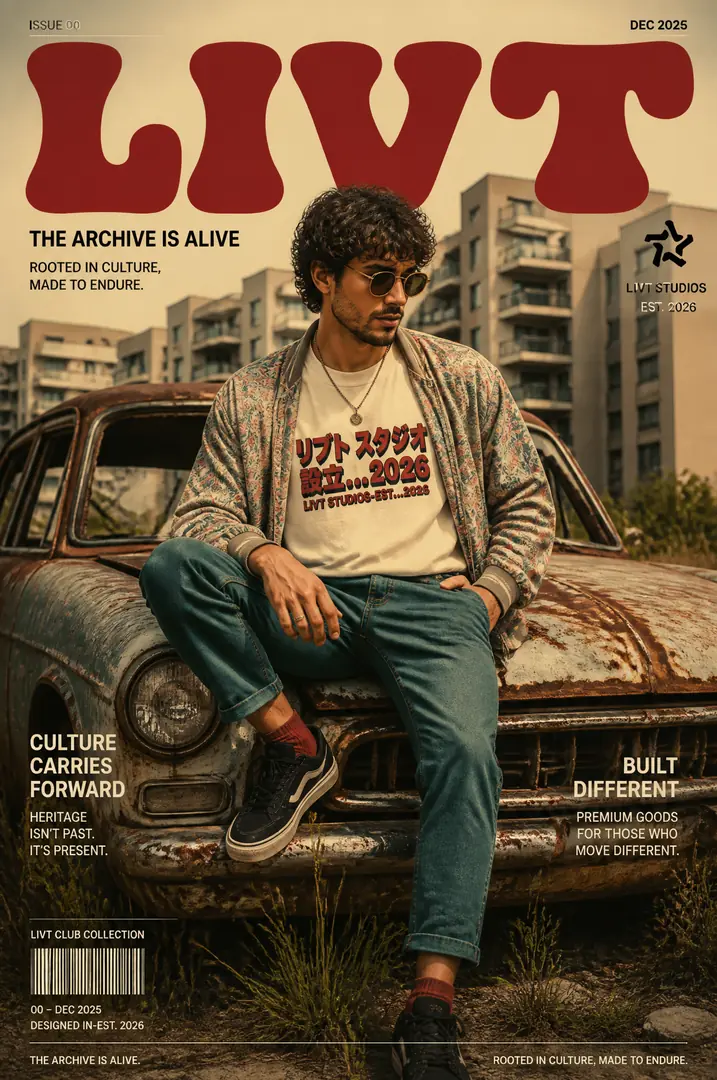 ISSUE 00
DEC 2025
LIVT
THE ARCHIVE IS ALIVE
ROOTED IN CULTURE,
MADE TO ENDURE.
LIVT STUDIOS
EST. 2026
リブト スタジオ
設立...2026
LIVT STUDIOS-EST...2026
CULTURE
CARRIES
FORWARD
HERITAGE
ISN'T PAST.
IT'S PRESENT.
BUILT
DIFFERENT
PREMIUM GOODS
FOR THOSE WHO
MOVE DIFFERENT.
LIVT CLUB COLLECTION
00 – DEC 2025
DESIGNED IN-EST. 2026
THE ARCHIVE IS ALIVE.
ROOTED IN CULTURE, MADE TO ENDURE.